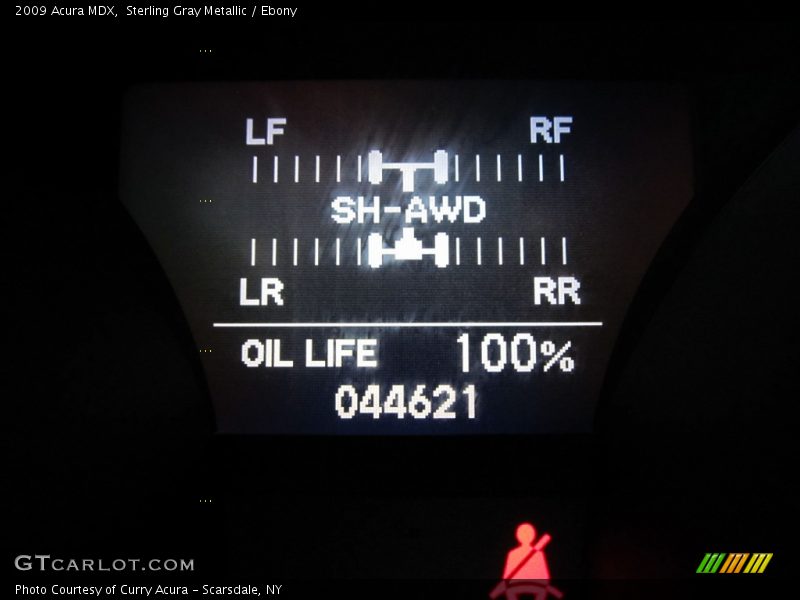 2009 Acura MDX,  Sterling Gray Metallic / Ebony
LF RF
SH-AWD
LR RR
OIL LIFE 100%
044621
GTCARLOT.COM
Photo Courtesy of Curry Acura - Scarsdale, NY